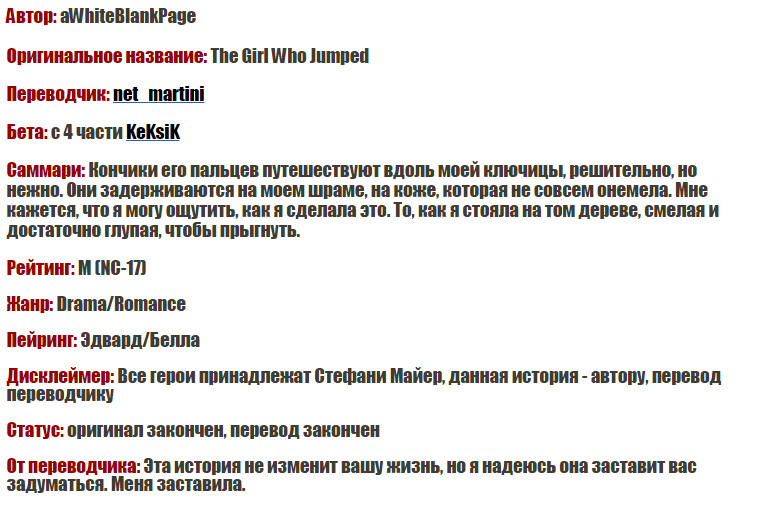 Автор: aWhiteBlankPage
Оригинальное название: The Girl Who Jumped
Переводчик: net_martini
Бета: с 4 части KeKsiK
Саммари: Кончики его пальцев путешествуют вдоль моей ключицы, решительно, но
нежно. Они задерживаются на моем шраме, на коже, которая не совсем онемела. Мне
кажется, что я могу ощутить, как я сделала это. То, как я стояла на том дереве, смелая и
достаточно глупая, чтобы прыгнуть.
Рейтинг: М (NC-17)
Жанр: Drama/Romance
Пейринг: Эдвард/Белла
Дисклеймер: Все герои принадлежат Стефани Майер, данная история - автору, перевод
переводчику
Статус: оригинал закончен, перевод закончен
От переводчика: Эта история не изменит вашу жизнь, но я надеюсь она заставит вас
задуматься. Меня заставила.